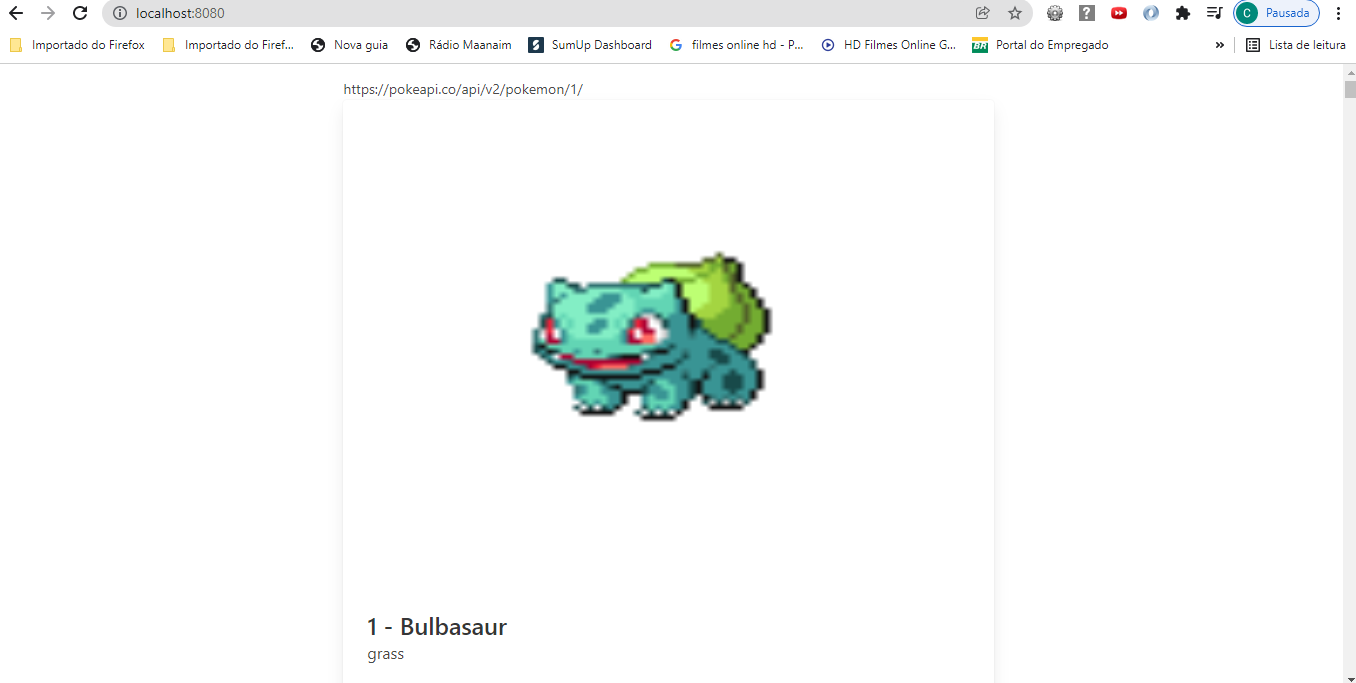 localhost:8080
C Pausada
Importado do Firefox Importado do Firef... Nova guia Rádio Maanaim SumUp Dashboard filmes online hd - P... HD Filmes Online G... BR Portal do Empregado » Lista de leitura
https://pokeapi.co/api/v2/pokemon/1/
1 - Bulbasaur
grass